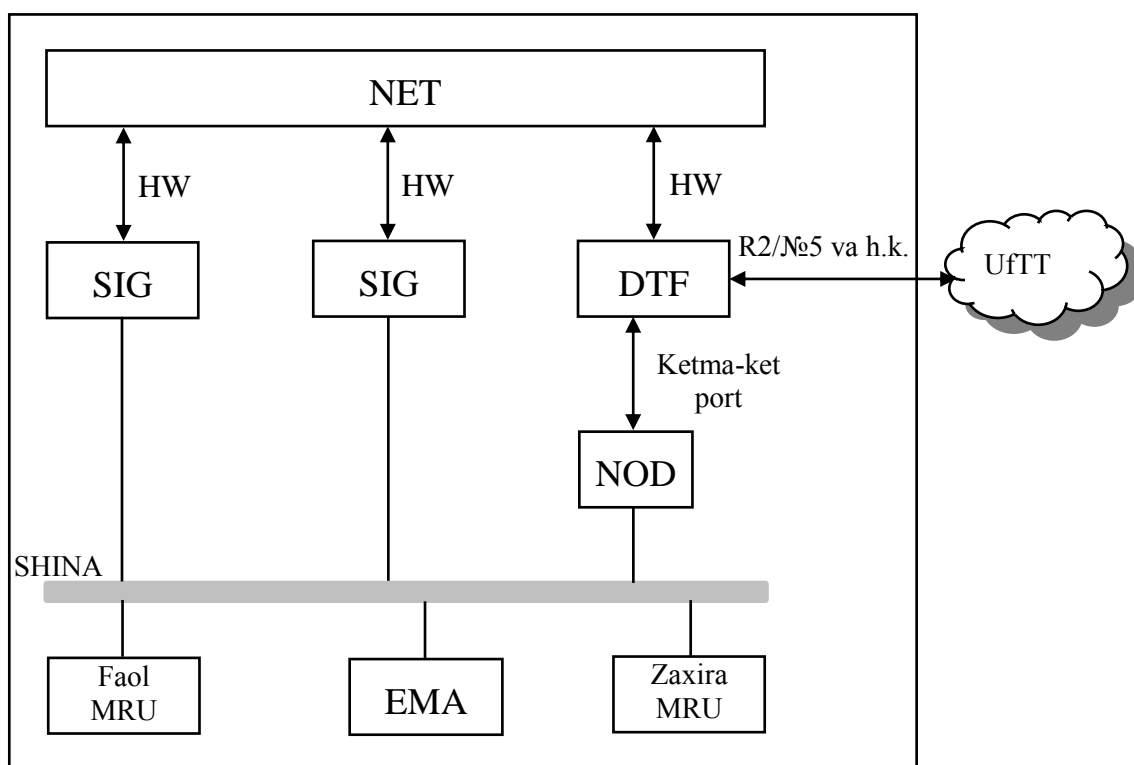 NET
HW
HW
HW
R2/№5 va h.k.
UfTT
SIG
SIG
DTF
Ketma-ket
port
NOD
SHINA
Faol
MRU
EMA
Zaxira
MRU